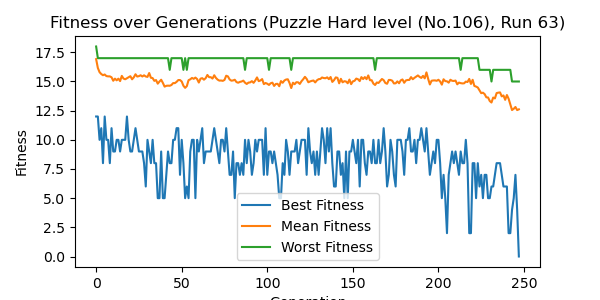 Fitness over Generations (Puzzle Hard level (No.106), Run 63)
17.5
15.0
12.5
10.0
7.5
5.0
2.5
0.0
Fitness
Best Fitness
Mean Fitness
Worst Fitness
0 50 100 150 200 250
Generation